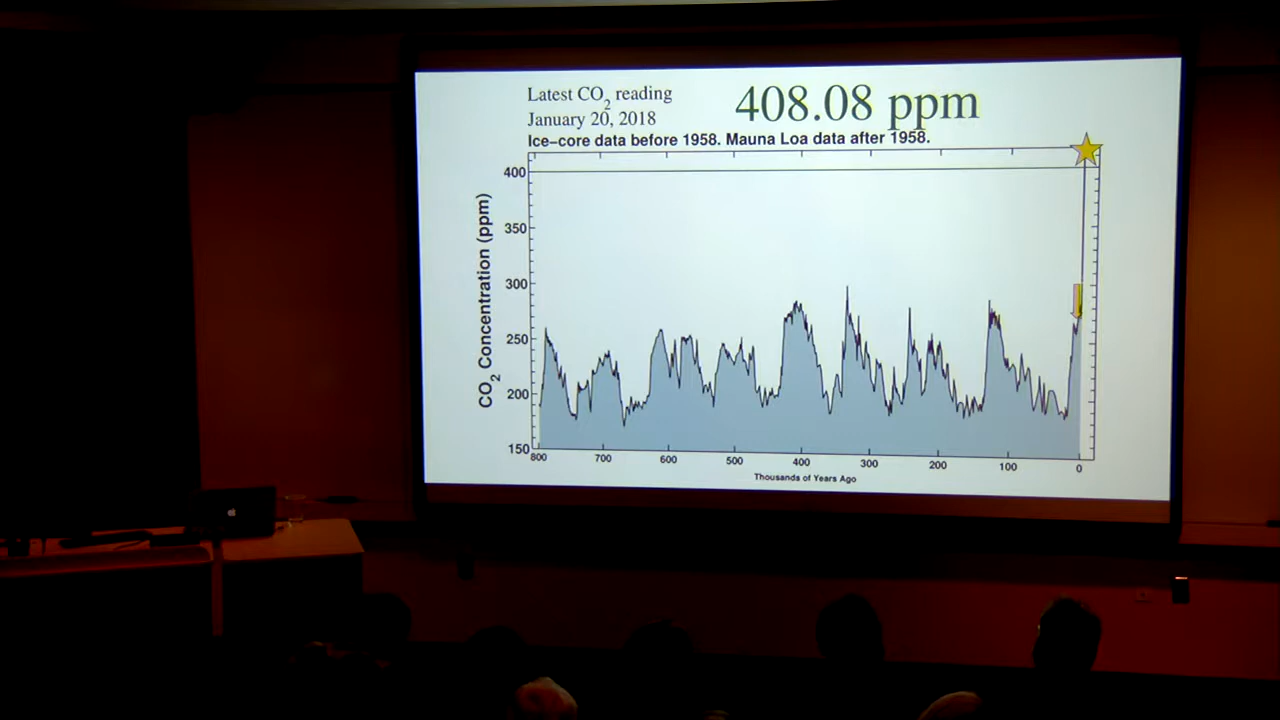 Latest CO2 reading
January 20, 2018
408.08 ppm
Ice-core data before 1958. Mauna Loa data after 1958.
CO2 Concentration (ppm)
400
350
300
250
200
150
800 700 600 500 400 300 200 100 0
Thousands of Years Ago